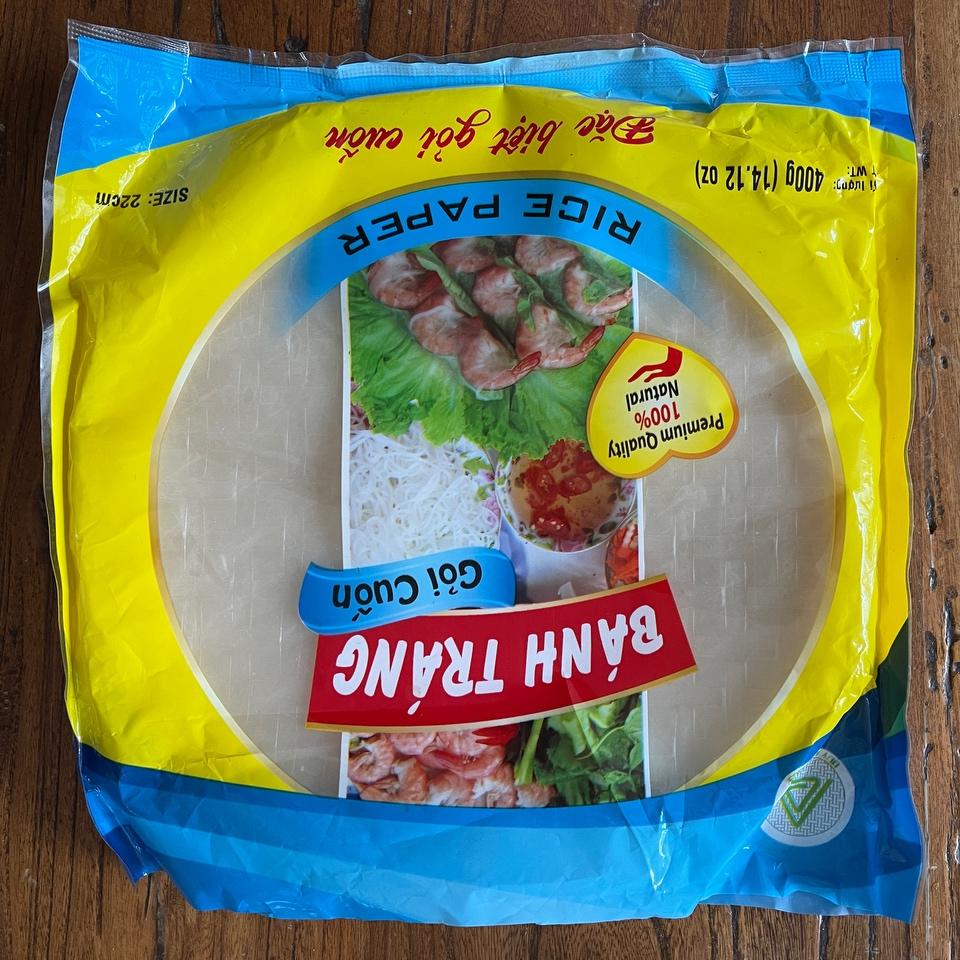 BÁNH TRÁNG
Gỏi Cuốn
Premium Quality
100%
Natural
RICE PAPER
400g (14.12 oz)
SIZE: 22cm
Đặc biệt gỏi cuốn